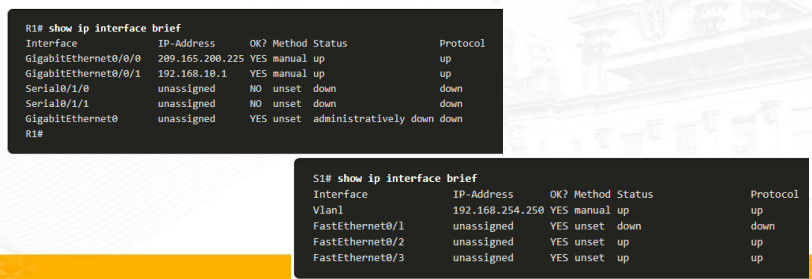 R1# show ip interface brief
Interface IP-Address OK? Method Status Protocol
GigabitEthernet0/0/0 209.165.200.225 YES manual up up
GigabitEthernet0/0/1 192.168.10.1 YES manual up up
Serial0/1/0 unassigned NO unset down down
Serial0/1/1 unassigned NO unset down down
GigabitEthernet0 unassigned YES unset administratively down down
R1#
S1# show ip interface brief
Interface IP-Address OK? Method Status Protocol
Vlanl 192.168.254.250 YES manual up up
FastEthernet0/l unassigned YES unset down down
FastEthernet0/2 unassigned YES unset up up
FastEthernet0/3 unassigned YES unset up up